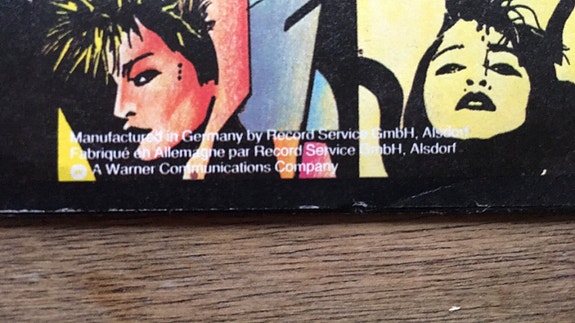 Manufactured in Germany by Record Service GmbH, Alsdorf
Fabriqué en Allemagne par Record Service GmbH, Alsdorf
A Warner Communications Company